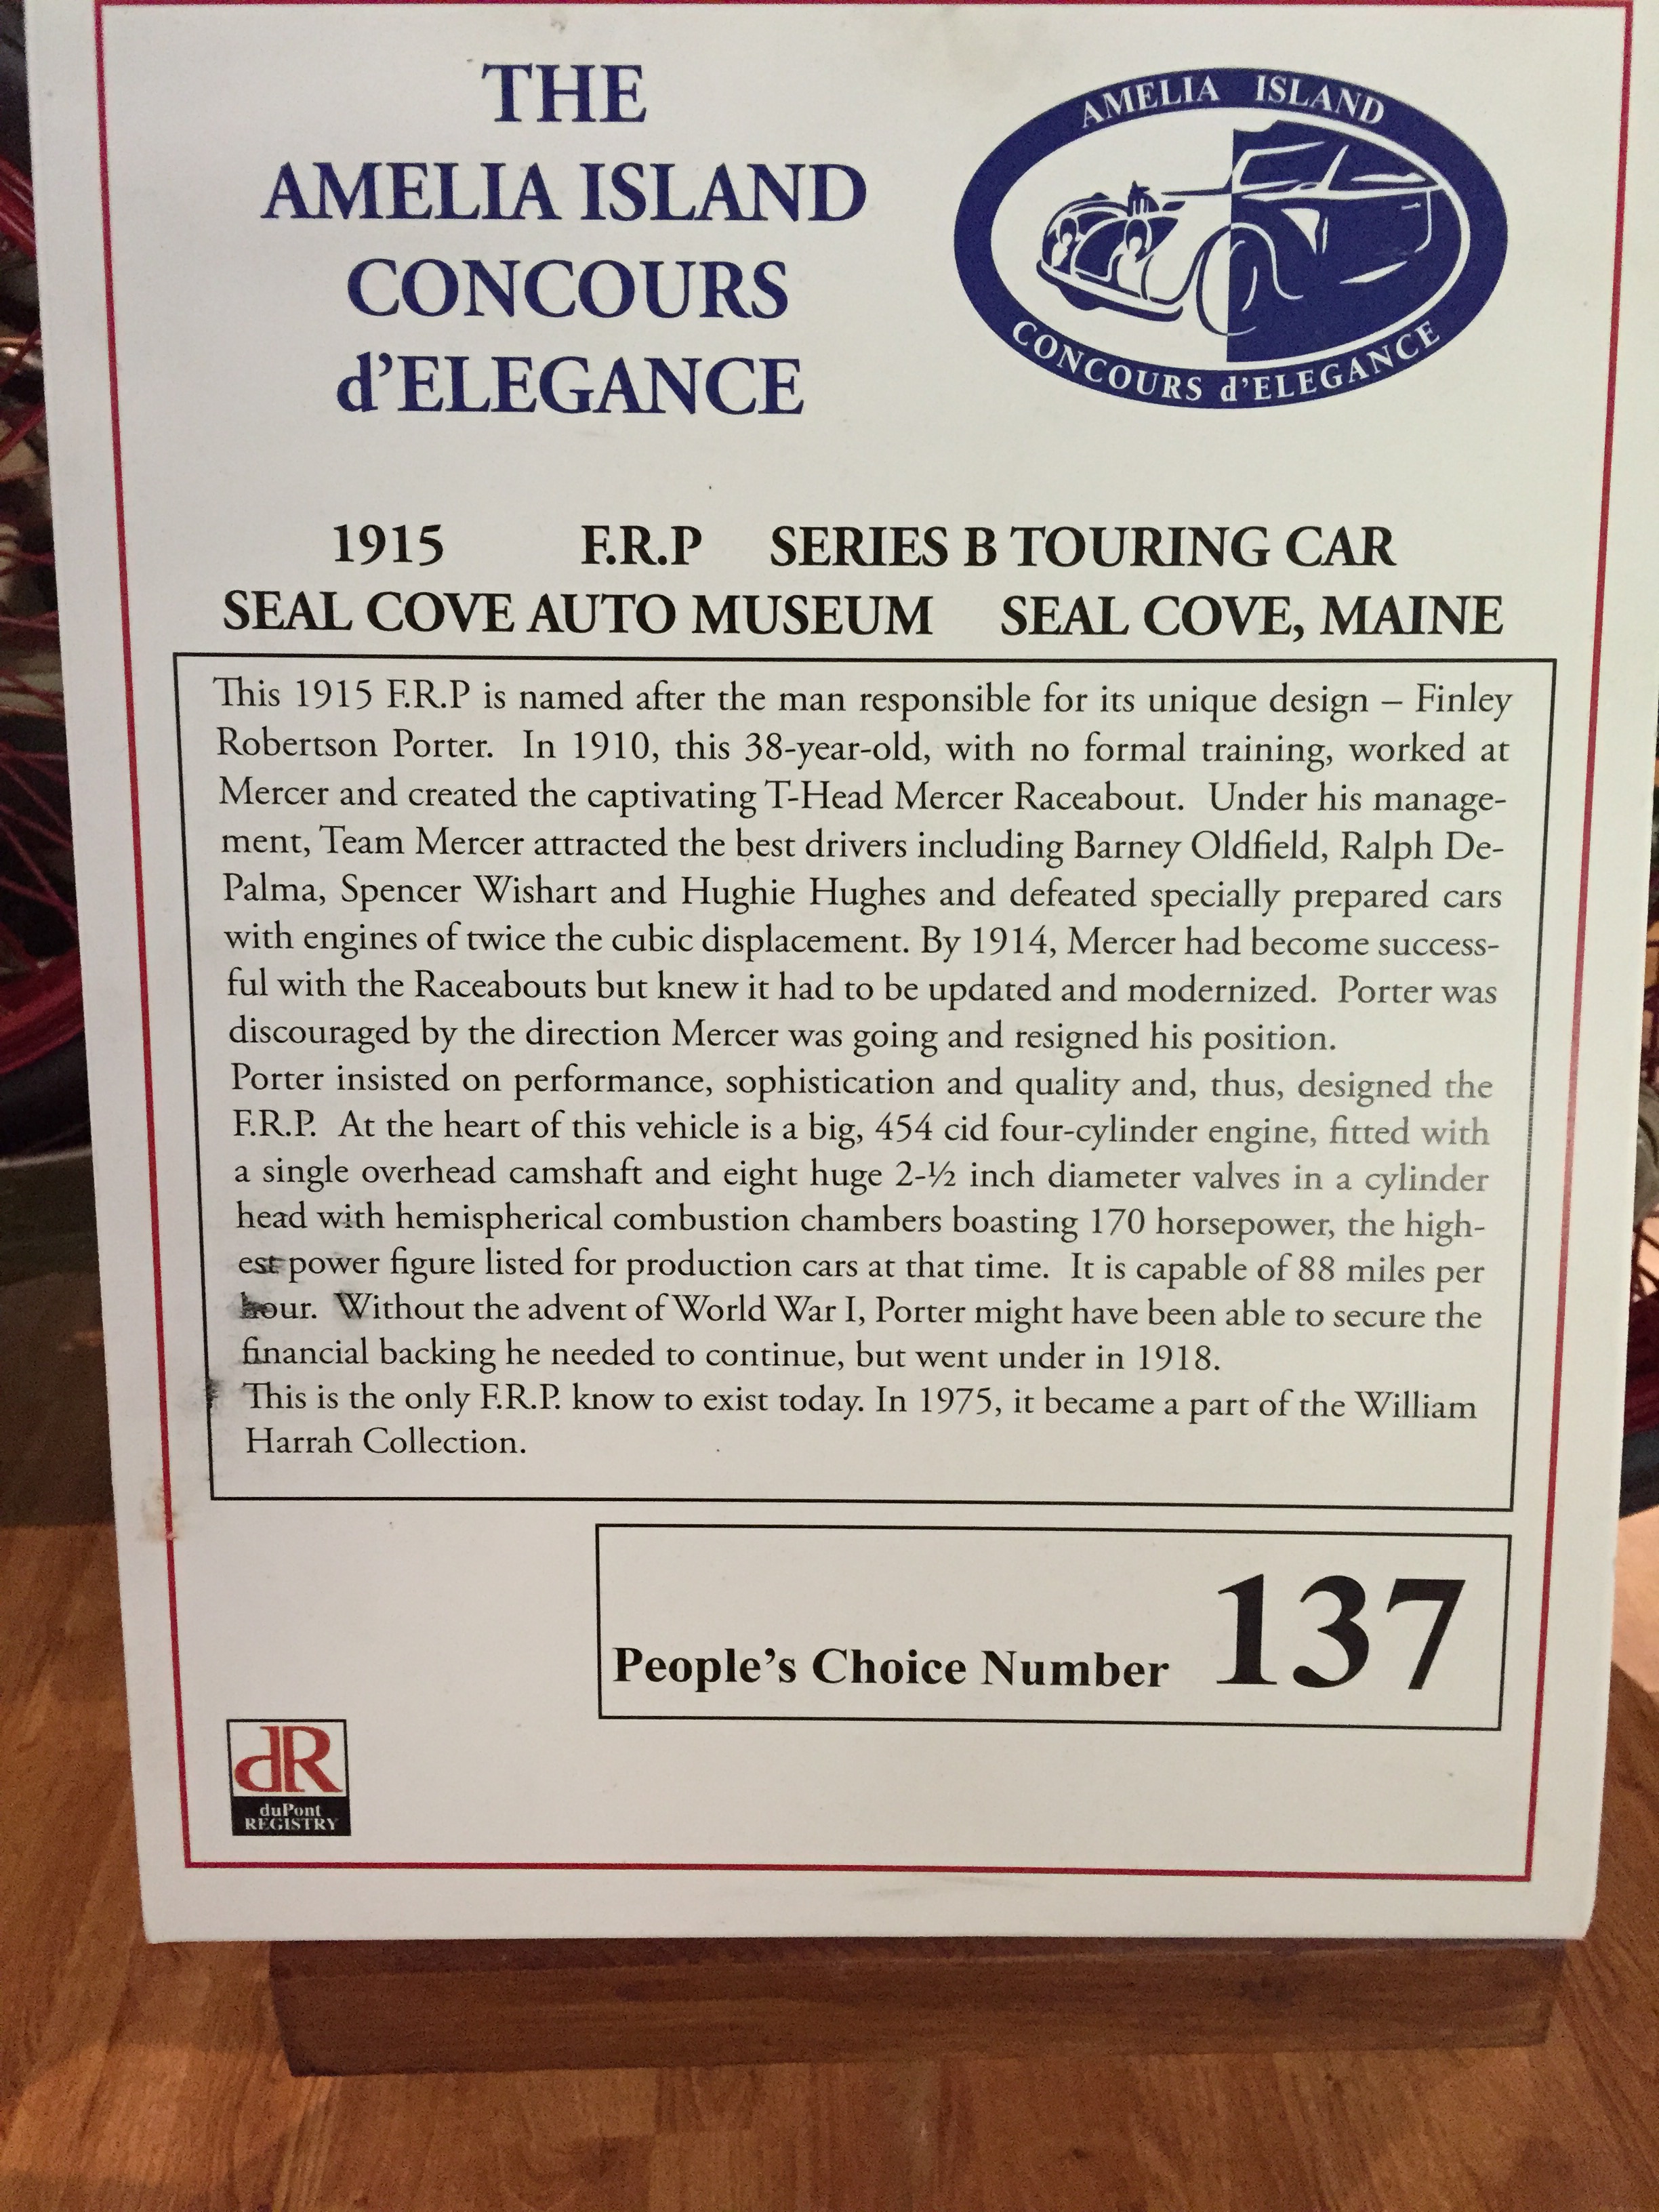 THE
AMELIA ISLAND
CONCOURS
d'ELEGANCE
AMELIA ISLAND
CONCOURS d'ELEGANCE
1915 F.R.P SERIES B TOURING CAR
SEAL COVE AUTO MUSEUM SEAL COVE, MAINE
This 1915 F.R.P is named after the man responsible for its unique design – Finley
Robertson Porter. In 1910, this 38-year-old, with no formal training, worked at
Mercer and created the captivating T-Head Mercer Raceabout. Under his manage-
ment, Team Mercer attracted the best drivers including Barney Oldfield, Ralph De-
Palma, Spencer Wishart and Hughie Hughes and defeated specially prepared cars
with engines of twice the cubic displacement. By 1914, Mercer had become success-
ful with the Raceabouts but knew it had to be updated and modernized. Porter was
discouraged by the direction Mercer was going and resigned his position.
Porter insisted on performance, sophistication and quality and, thus, designed the
F.R.P. At the heart of this vehicle is a big, 454 cid four-cylinder engine, fitted with
a single overhead camshaft and eight huge 2-½ inch diameter valves in a cylinder
head with hemispherical combustion chambers boasting 170 horsepower, the high-
est power figure listed for production cars at that time. It is capable of 88 miles per
hour. Without the advent of World War I, Porter might have been able to secure the
financial backing he needed to continue, but went under in 1918.
This is the only F.R.P. know to exist today. In 1975, it became a part of the William
Harrah Collection.
People's Choice Number 137
dR
duPont
REGISTRY